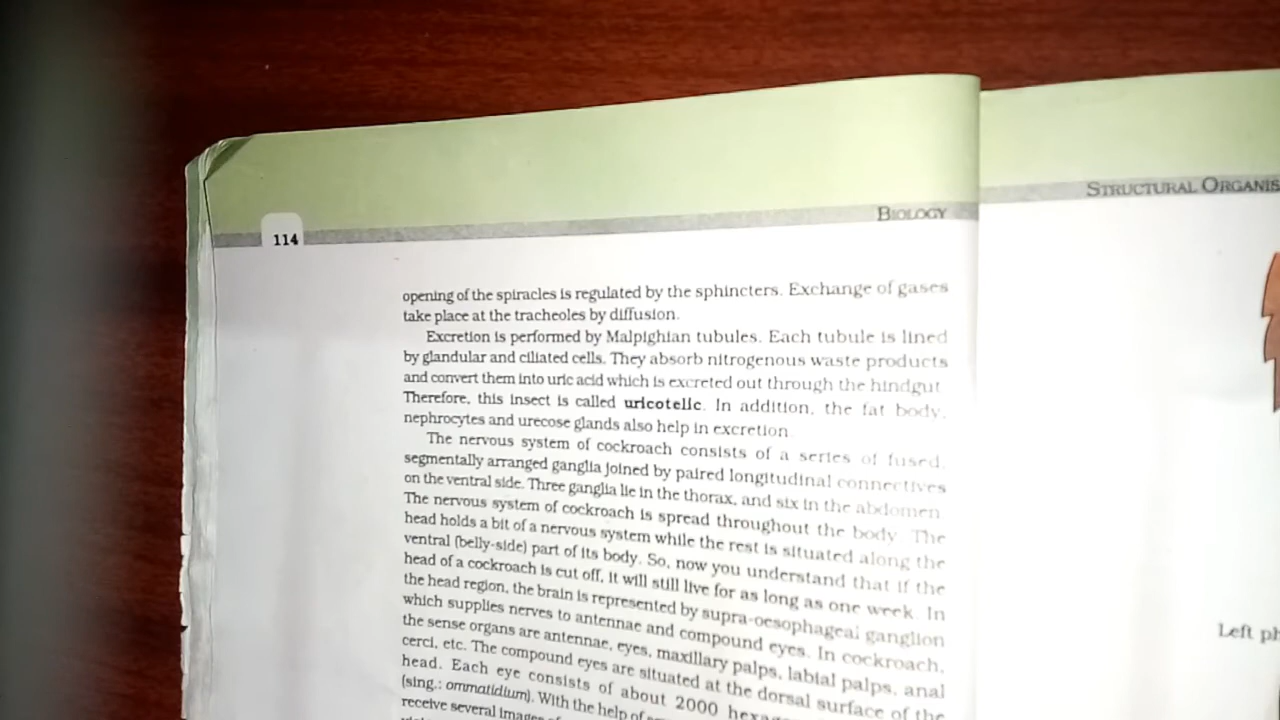 114
BIOLOGY
opening of the spiracles is regulated by the sphincters. Exchange of gases
take place at the tracheoles by diffusion.
Excretion is performed by Malpighian tubules. Each tubule is lined
by glandular and ciliated cells. They absorb nitrogenous waste products
and convert them into uric acid which is excreted out through the hindgut.
Therefore, this insect is called uricotelic. In addition, the fat body,
nephrocytes and urecose glands also help in excretion.
The nervous system of cockroach consists of a series of fused,
segmentally arranged ganglia joined by paired longitudinal connectives
on the ventral side. Three ganglia lie in the thorax, and six in the abdomen.
The nervous system of cockroach is spread throughout the body. The
head holds a bit of a nervous system while the rest is situated along the
ventral (belly-side) part of its body. So, now you understand that if the
head of a cockroach is cut off, it will still live for as long as one week. In
the head region, the brain is represented by supra-oesophageal ganglion
which supplies nerves to antennae and compound eyes. In cockroach,
the sense organs are antennae, eyes, maxillary palps, labial palps, anal
cerci, etc. The compound eyes are situated at the dorsal surface of the
head. Each eye consists of about 2000
(sing.: ommatidium). With the help of
receive several images
STRUCTURAL ORGANIS
Left ph